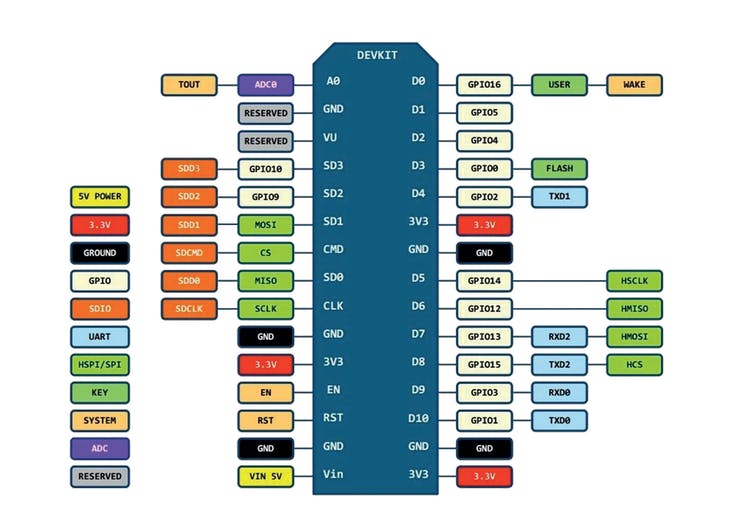 DEVKIT
TOUT ADC0 A0 D0 GPIO16 USER WAKE
RESERVED GND D1 GPIO5
RESERVED VU D2 GPIO4
SDD3 GPIO10 SD3 D3 GPIO0 FLASH
5V POWER SDD2 GPIO9 SD2 D4 GPIO2 TXD1
3.3V SDD1 MOSI SD1 3V3 3.3V
GROUND SDCMD CS CMD GND GND
GPIO SDD0 MISO SD0 D5 GPIO14 HSCLK
SDIO SDCLK SCLK CLK D6 GPIO12 HMISO
UART GND GND D7 GPIO13 RXD2 HMOSI
HSPI/SPI 3.3V 3V3 D8 GPIO15 TXD2 HCS
KEY EN EN D9 GPIO3 RXD0
SYSTEM RST RST D10 GPIO1 TXD0
ADC GND GND GND GND
RESERVED VIN 5V Vin 3V3 3.3V